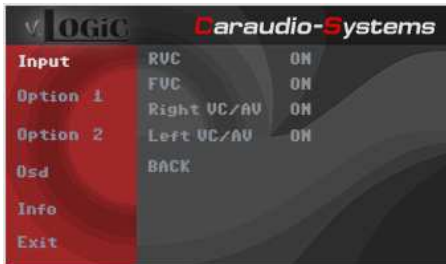 v.LOGiC Caraudio-Systems
Input RVC ON
FVC ON
Option 1 Right VC/AV ON
Option 2 Left VC/AV ON
Osd BACK
Info
Exit